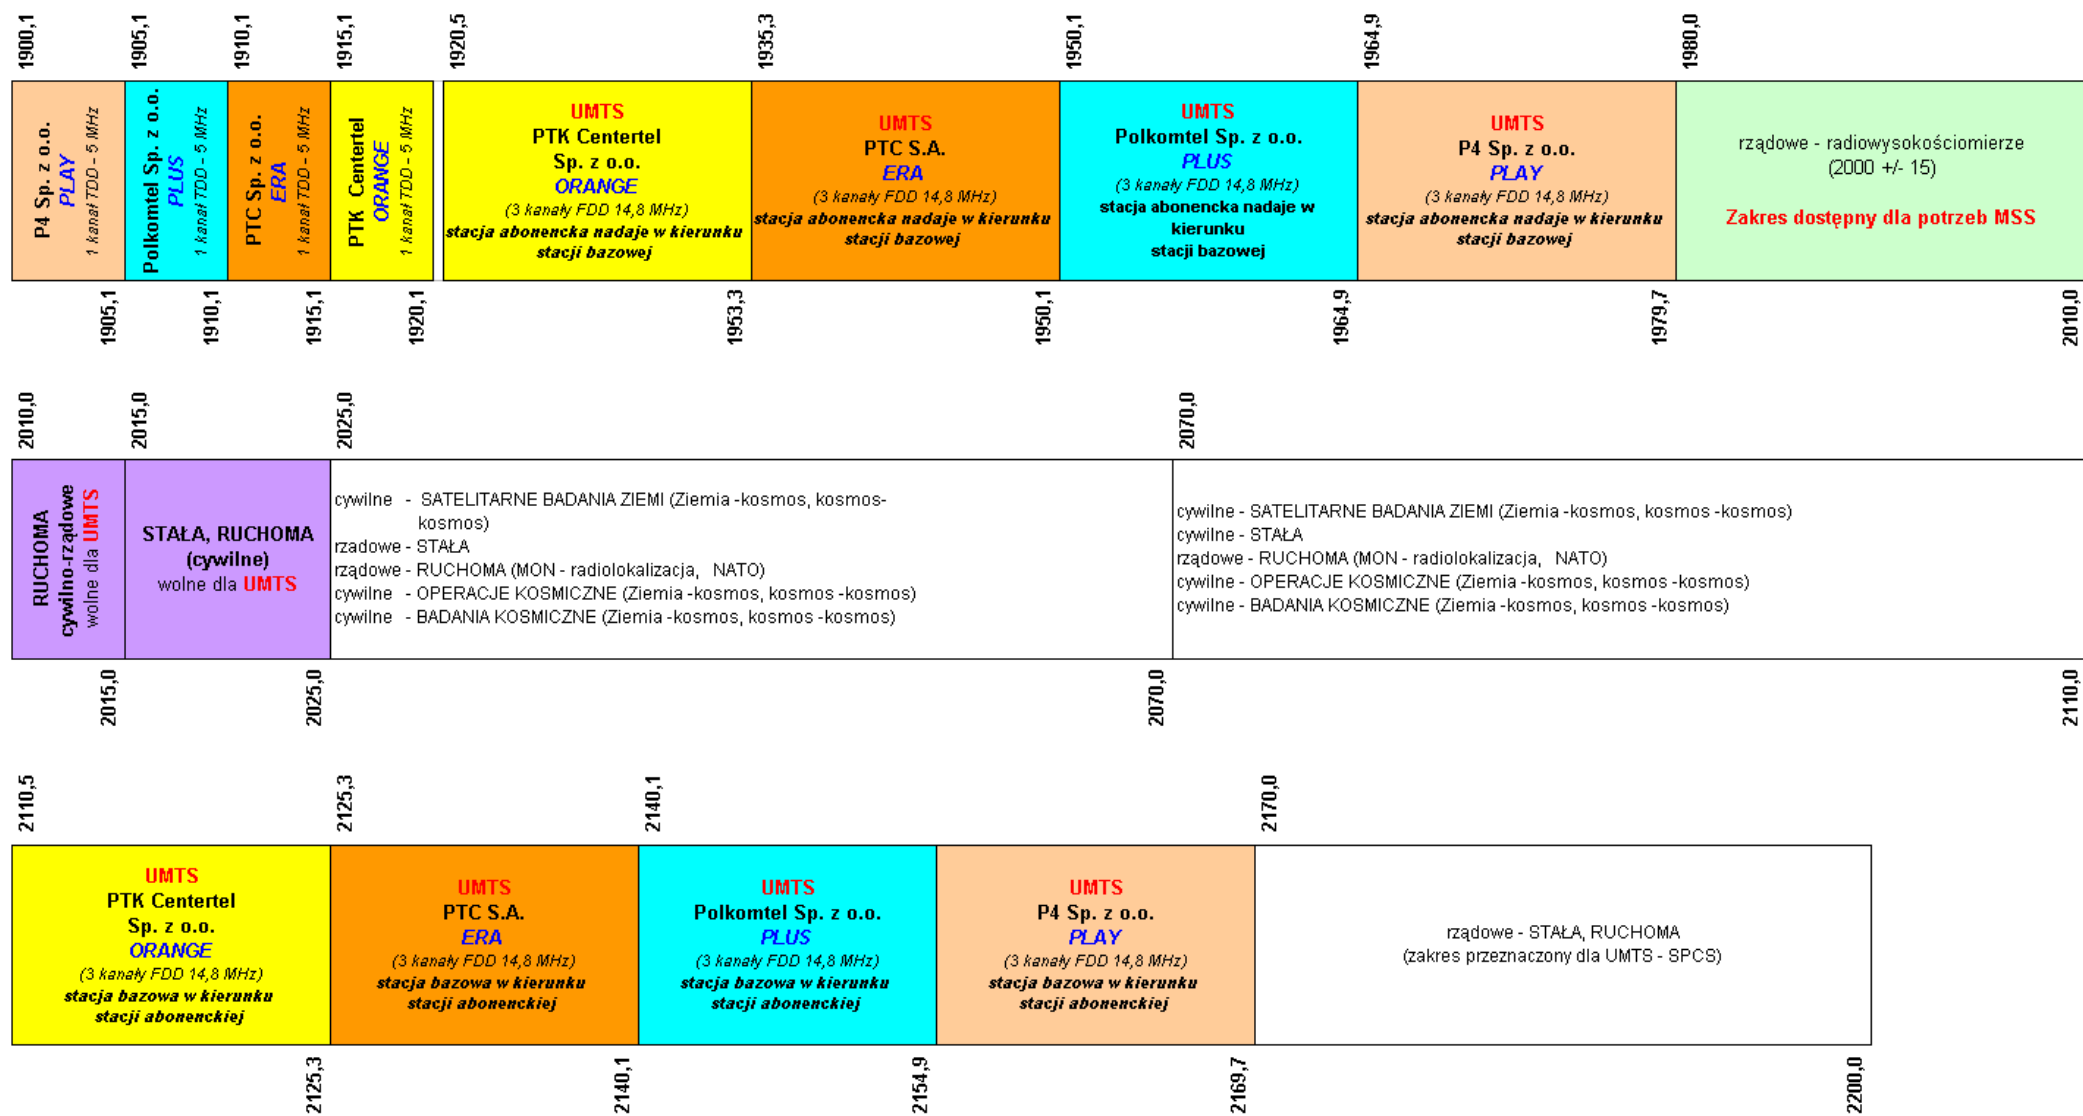 1900,1
1905,1
1910,1
1915,1
1920,5
1935,3
1950,1
1964,9
1980,0
P4 Sp. z o.o.
PLAY
1 kanał TDD - 5 MHz
Polkomtel Sp. z o.o.
PLUS
1 kanał TDD - 5 MHz
PTC Sp. z o.o.
ERA
1 kanał TDD - 5 MHz
PTK Centertel
ORANGE
1 kanał TDD - 5 MHz
UMTS
PTK Centertel
Sp. z o.o.
ORANGE
(3 kanały FDD 14,8 MHz)
stacja abonencka nadaje w kierunku
stacji bazowej
UMTS
PTC S.A.
ERA
(3 kanały FDD 14,8 MHz)
stacja abonencka nadaje w kierunku
stacji bazowej
UMTS
Polkomtel Sp. z o.o.
PLUS
(3 kanały FDD 14,8 MHz)
stacja abonencka nadaje w
kierunku
stacji bazowej
UMTS
P4 Sp. z o.o.
PLAY
(3 kanały FDD 14,8 MHz)
stacja abonencka nadaje w kierunku
stacji bazowej
rządowe - radiowysokościomierze
(2000 +/- 15)
Zakres dostępny dla potrzeb MSS
1905,1
1910,1
1915,1
1920,1
1953,3
1950,1
1964,9
1979,7
2010,0
2010,0
2015,0
2025,0
2070,0
RUCHOMA
cywilno-rządowe
wolne dla UMTS
STAŁA, RUCHOMA
(cywilne)
wolne dla UMTS
cywilne - SATELITARNE BADANIA ZIEMI (Ziemia -kosmos, kosmos-
kosmos)
rzadowe - STAŁA
rządowe - RUCHOMA (MON - radiolokalizacja, NATO)
cywilne - OPERACJE KOSMICZNE (Ziemia -kosmos, kosmos -kosmos)
cywilne - BADANIA KOSMICZNE (Ziemia -kosmos, kosmos -kosmos)
cywilne - SATELITARNE BADANIA ZIEMI (Ziemia -kosmos, kosmos -kosmos)
cywilne - STAŁA
rządowe - RUCHOMA (MON - radiolokalizacja, NATO)
cywilne - OPERACJE KOSMICZNE (Ziemia -kosmos, kosmos -kosmos)
cywilne - BADANIA KOSMICZNE (Ziemia -kosmos, kosmos -kosmos)
2015,0
2025,0
2070,0
2110,0
2110,5
2125,3
2140,1
2170,0
UMTS
PTK Centertel
Sp. z o.o.
ORANGE
(3 kanały FDD 14,8 MHz)
stacja bazowa w kierunku
stacji abonenckiej
UMTS
PTC S.A.
ERA
(3 kanały FDD 14,8 MHz)
stacja bazowa w kierunku
stacji abonenckiej
UMTS
Polkomtel Sp. z o.o.
PLUS
(3 kanały FDD 14,8 MHz)
stacja bazowa w kierunku
stacji abonenckiej
UMTS
P4 Sp. z o.o.
PLAY
(3 kanały FDD 14,8 MHz)
stacja bazowa w kierunku
stacji abonenckiej
rządowe - STAŁA, RUCHOMA
(zakres przeznaczony dla UMTS - SPCS)
2125,3
2140,1
2154,9
2169,7
2200,0